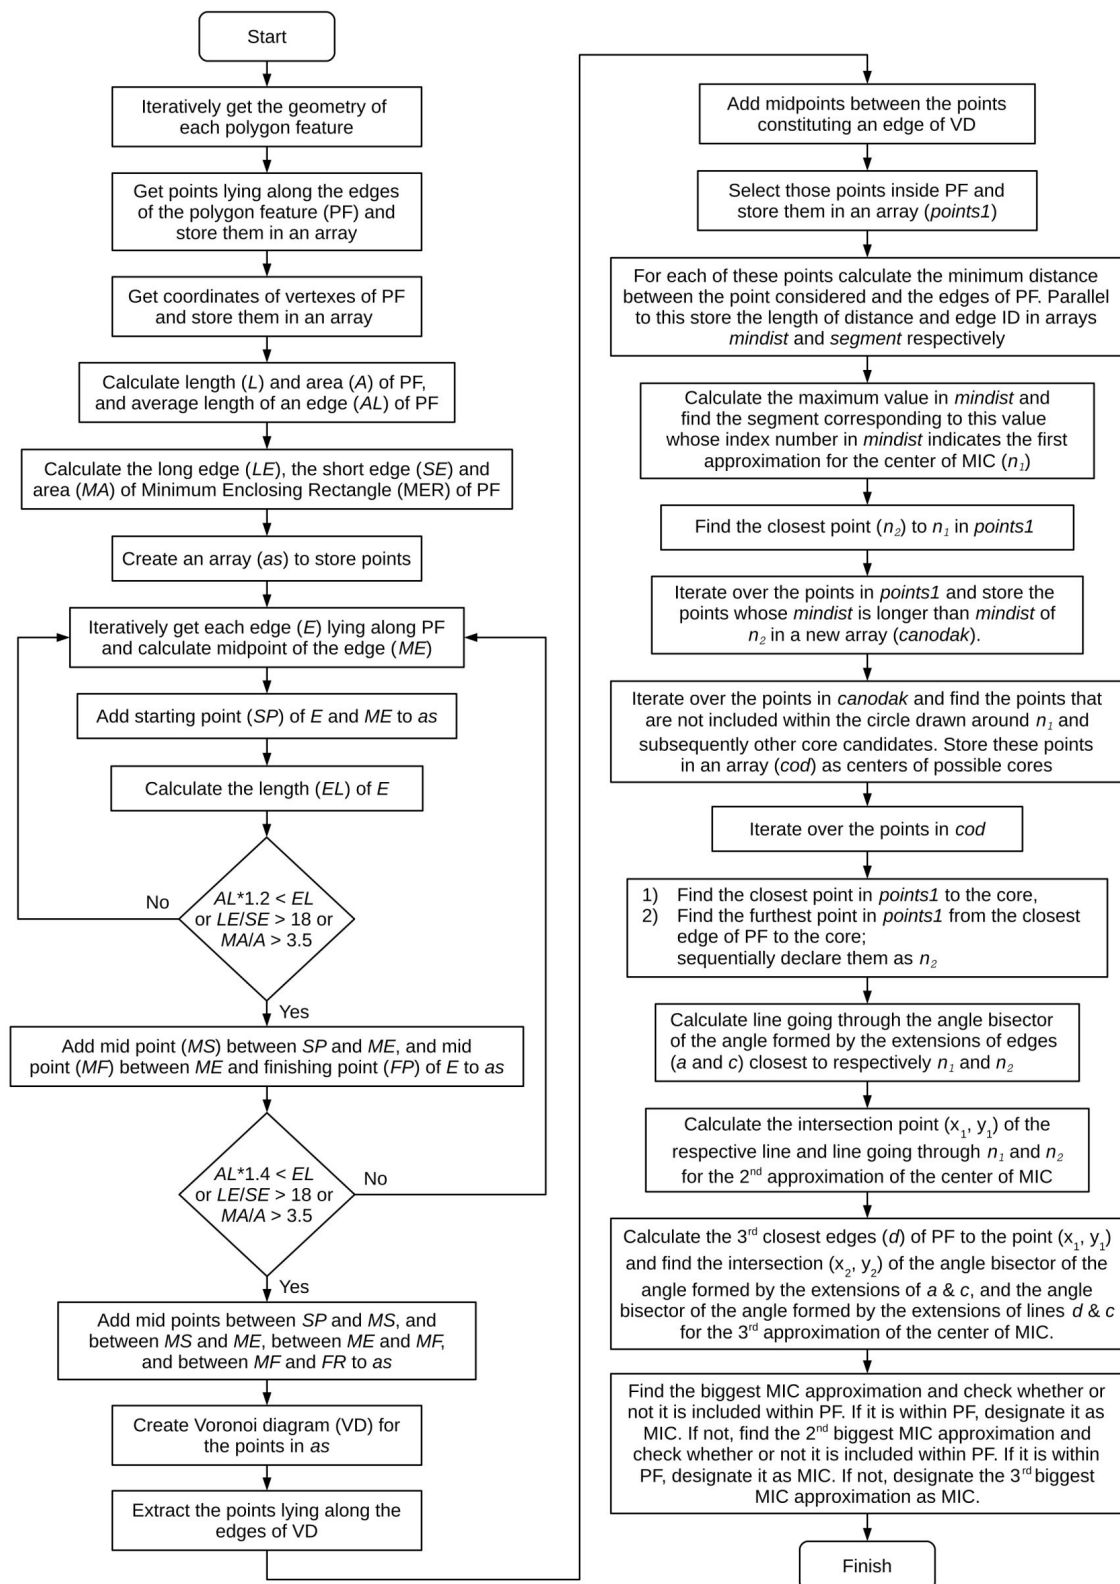 Start
Iteratively get the geometry of
each polygon feature
Get points lying along the edges
of the polygon feature (PF) and
store them in an array
Get coordinates of vertexes of PF
and store them in an array
Calculate length (L) and area (A) of PF,
and average length of an edge (AL) of PF
Calculate the long edge (LE), the short edge (SE) and
area (MA) of Minimum Enclosing Rectangle (MER) of PF
Create an array (as) to store points
Iteratively get each edge (E) lying along PF
and calculate midpoint of the edge (ME)
Add starting point (SP) of E and ME to as
Calculate the length (EL) of E
AL*1.2 < EL
or LE/SE > 18 or
MA/A > 3.5
No
Yes
Add mid point (MS) between SP and ME, and mid
point (MF) between ME and finishing point (FP) of E to as
AL*1.4 < EL
or LE/SE > 18 or
MA/A > 3.5
No
Yes
Add mid points between SP and MS, and
between MS and ME, between ME and MF,
and between MF and FR to as
Create Voronoi diagram (VD) for
the points in as
Extract the points lying along the
edges of VD
Add midpoints between the points
constituting an edge of VD
Select those points inside PF and
store them in an array (points1)
For each of these points calculate the minimum distance
between the point considered and the edges of PF. Parallel
to this store the length of distance and edge ID in arrays
mindist and segment respectively
Calculate the maximum value in mindist and
find the segment corresponding to this value
whose index number in mindist indicates the first
approximation for the center of MIC (n₁)
Find the closest point (n₂) to n₁ in points1
Iterate over the points in points1 and store the
points whose mindist is longer than mindist of
n₂ in a new array (canodak).
Iterate over the points in canodak and find the points that
are not included within the circle drawn around n₁ and
subsequently other core candidates. Store these points
in an array (cod) as centers of possible cores
Iterate over the points in cod
1) Find the closest point in points1 to the core,
2) Find the furthest point in points1 from the closest
edge of PF to the core;
sequentially declare them as n₂
Calculate line going through the angle bisector
of the angle formed by the extensions of edges
(a and c) closest to respectively n₁ and n₂
Calculate the intersection point (x₁, y₁) of the
respective line and line going through n₁ and n₂
for the 2nd approximation of the center of MIC
Calculate the 3rd closest edges (d) of PF to the point (x₁, y₁)
and find the intersection (x₂, y₂) of the angle bisector of the
angle formed by the extensions of a & c, and the angle
bisector of the angle formed by the extensions of lines d & c
for the 3rd approximation of the center of MIC.
Find the biggest MIC approximation and check whether or
not it is included within PF. If it is within PF, designate it as
MIC. If not, find the 2nd biggest MIC approximation and
check whether or not it is included within PF. If it is within
PF, designate it as MIC. If not, designate the 3rd biggest
MIC approximation as MIC.
Finish